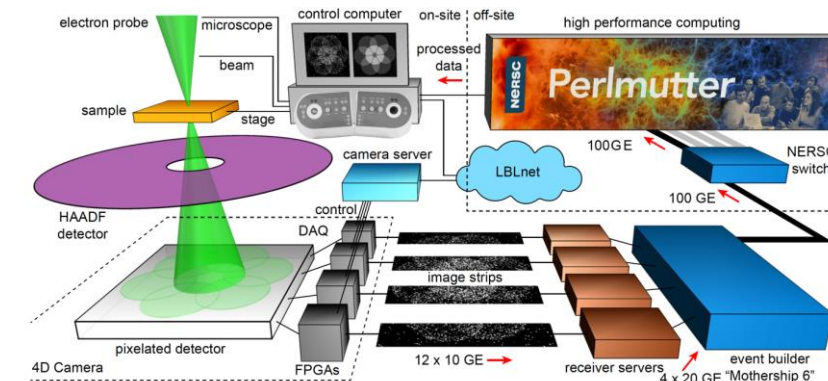 electron probe
microscope
control computer
on-site
off-site
high performance computing
beam
processed
data
NERSC
Perlmutter
sample
stage
camera server
LBLnet
100GE
NERSC
switch
100 GE
HAADF
detector
control
DAQ
image strips
pixelated detector
4D Camera
FPGAs
12 x 10 GE
receiver servers
4 x 20 GE
event builder
"Mothership 6"